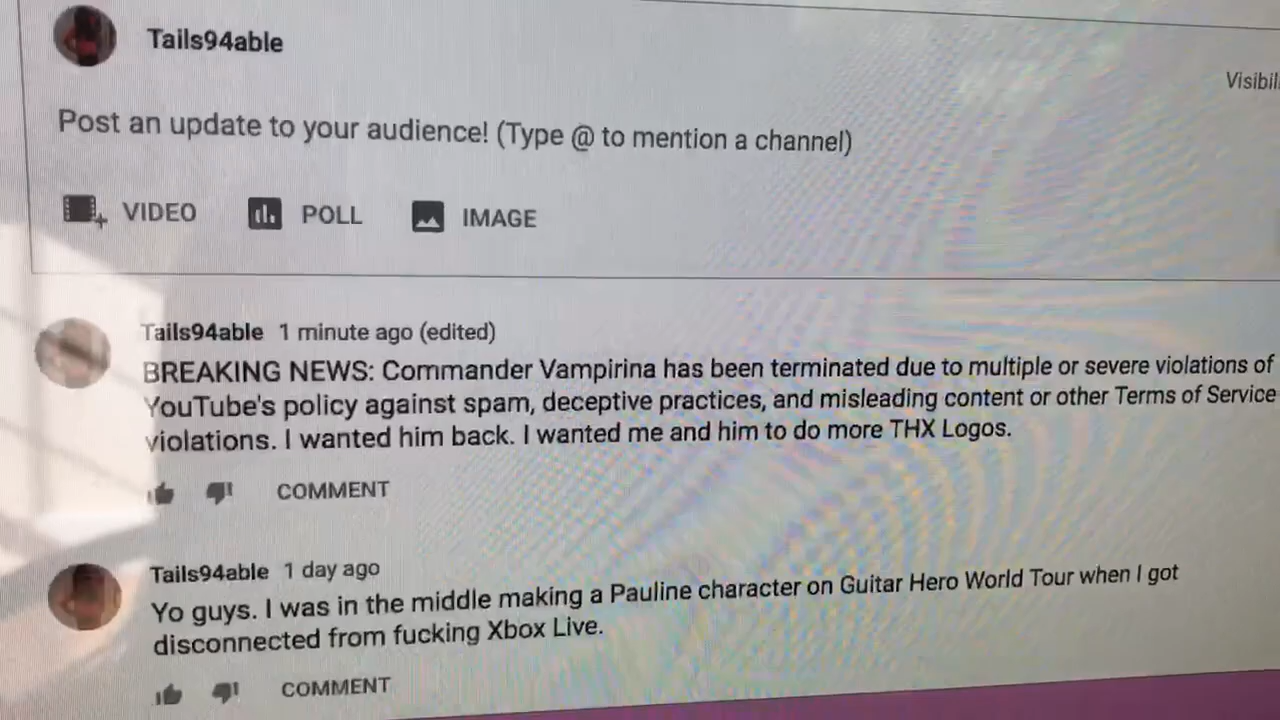 Tails94able
Visibil
Post an update to your audience! (Type @ to mention a channel)
VIDEO POLL IMAGE
Tails94able 1 minute ago (edited)
BREAKING NEWS: Commander Vampirina has been terminated due to multiple or severe violations of
YouTube's policy against spam, deceptive practices, and misleading content or other Terms of Service
violations. I wanted him back. I wanted me and him to do more THX Logos.
COMMENT
Tails94able 1 day ago
Yo guys. I was in the middle making a Pauline character on Guitar Hero World Tour when I got
disconnected from fucking Xbox Live.
COMMENT